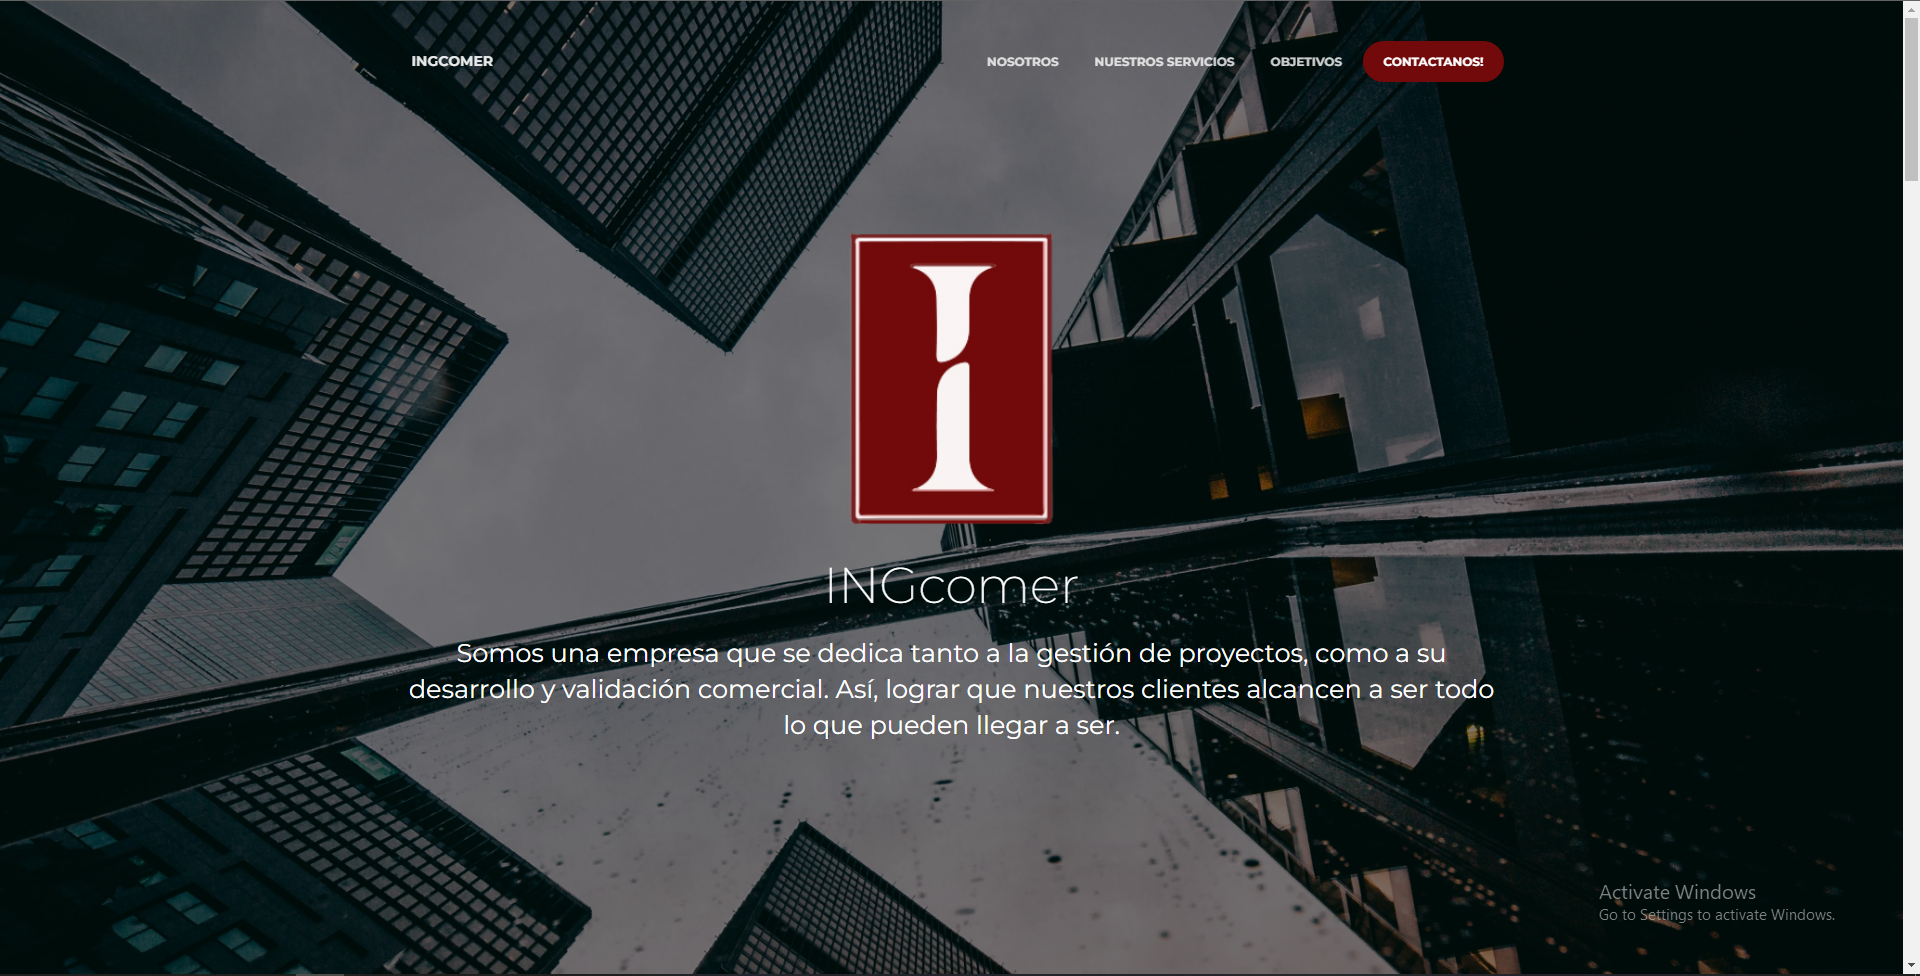 INGCOMER
NOSOTROS
NUESTROS SERVICIOS
OBJETIVOS
CONTACTANOS!
I
INGcomer
Somos una empresa que se dedica tanto a la gestión de proyectos, como a su
desarrollo y validación comercial. Así, lograr que nuestros clientes alcancen a ser todo
lo que pueden llegar a ser.
Activate Windows
Go to Settings to activate Windows.